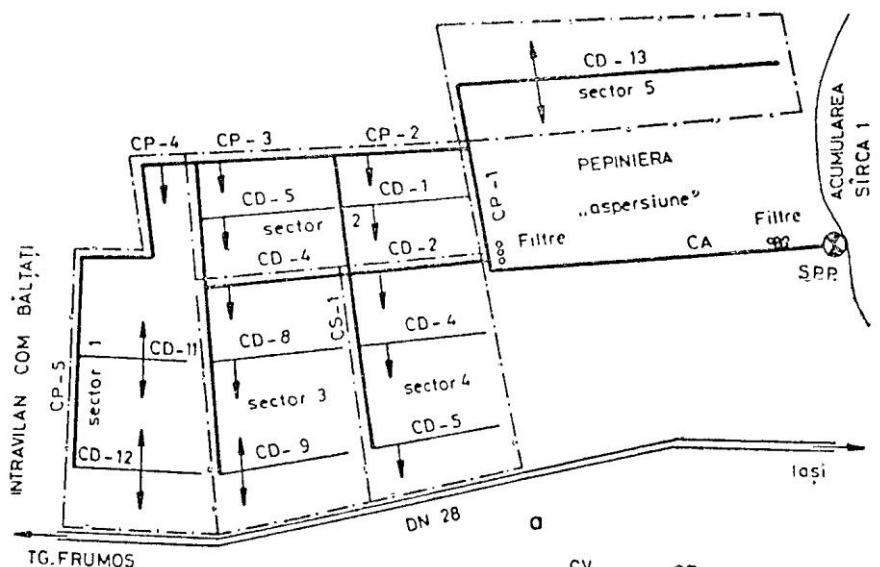 CD - 13
sector 5
ACUMULAREA
SÎRCA 1
CP-4
CP-3
CP-2
PEPINIERA
„aspersiune”
CP-1
CD-5
CD-1
sector
2
Filtre
CA
Filtre
S.P.P.
CD-4
CD-2
INTRAVILAN COM BĂLȚAȚI
CP-5
sector 1
CD-11
CD-8
CS-1
CD-4
sector 3
sector 4
CD-12
CD-9
CD-5
Iași
DN 28
a
TG. FRUMOS
CV